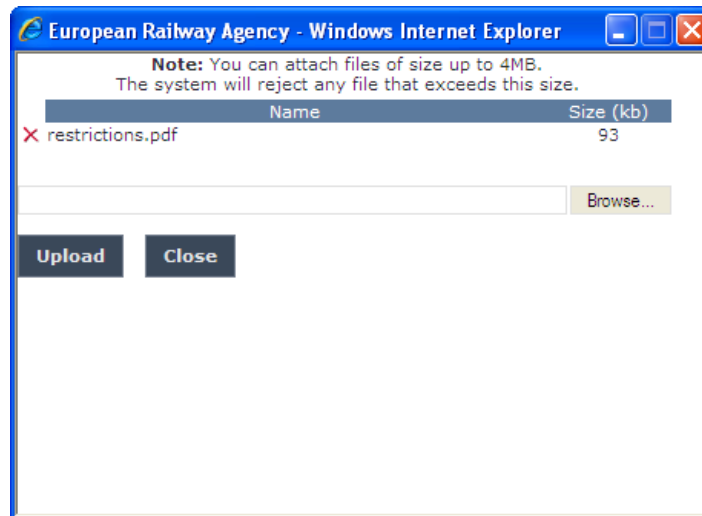 European Railway Agency - Windows Internet Explorer
Note: You can attach files of size up to 4MB.
The system will reject any file that exceeds this size.
Name Size (kb)
restrictions.pdf 93
Browse...
Upload Close